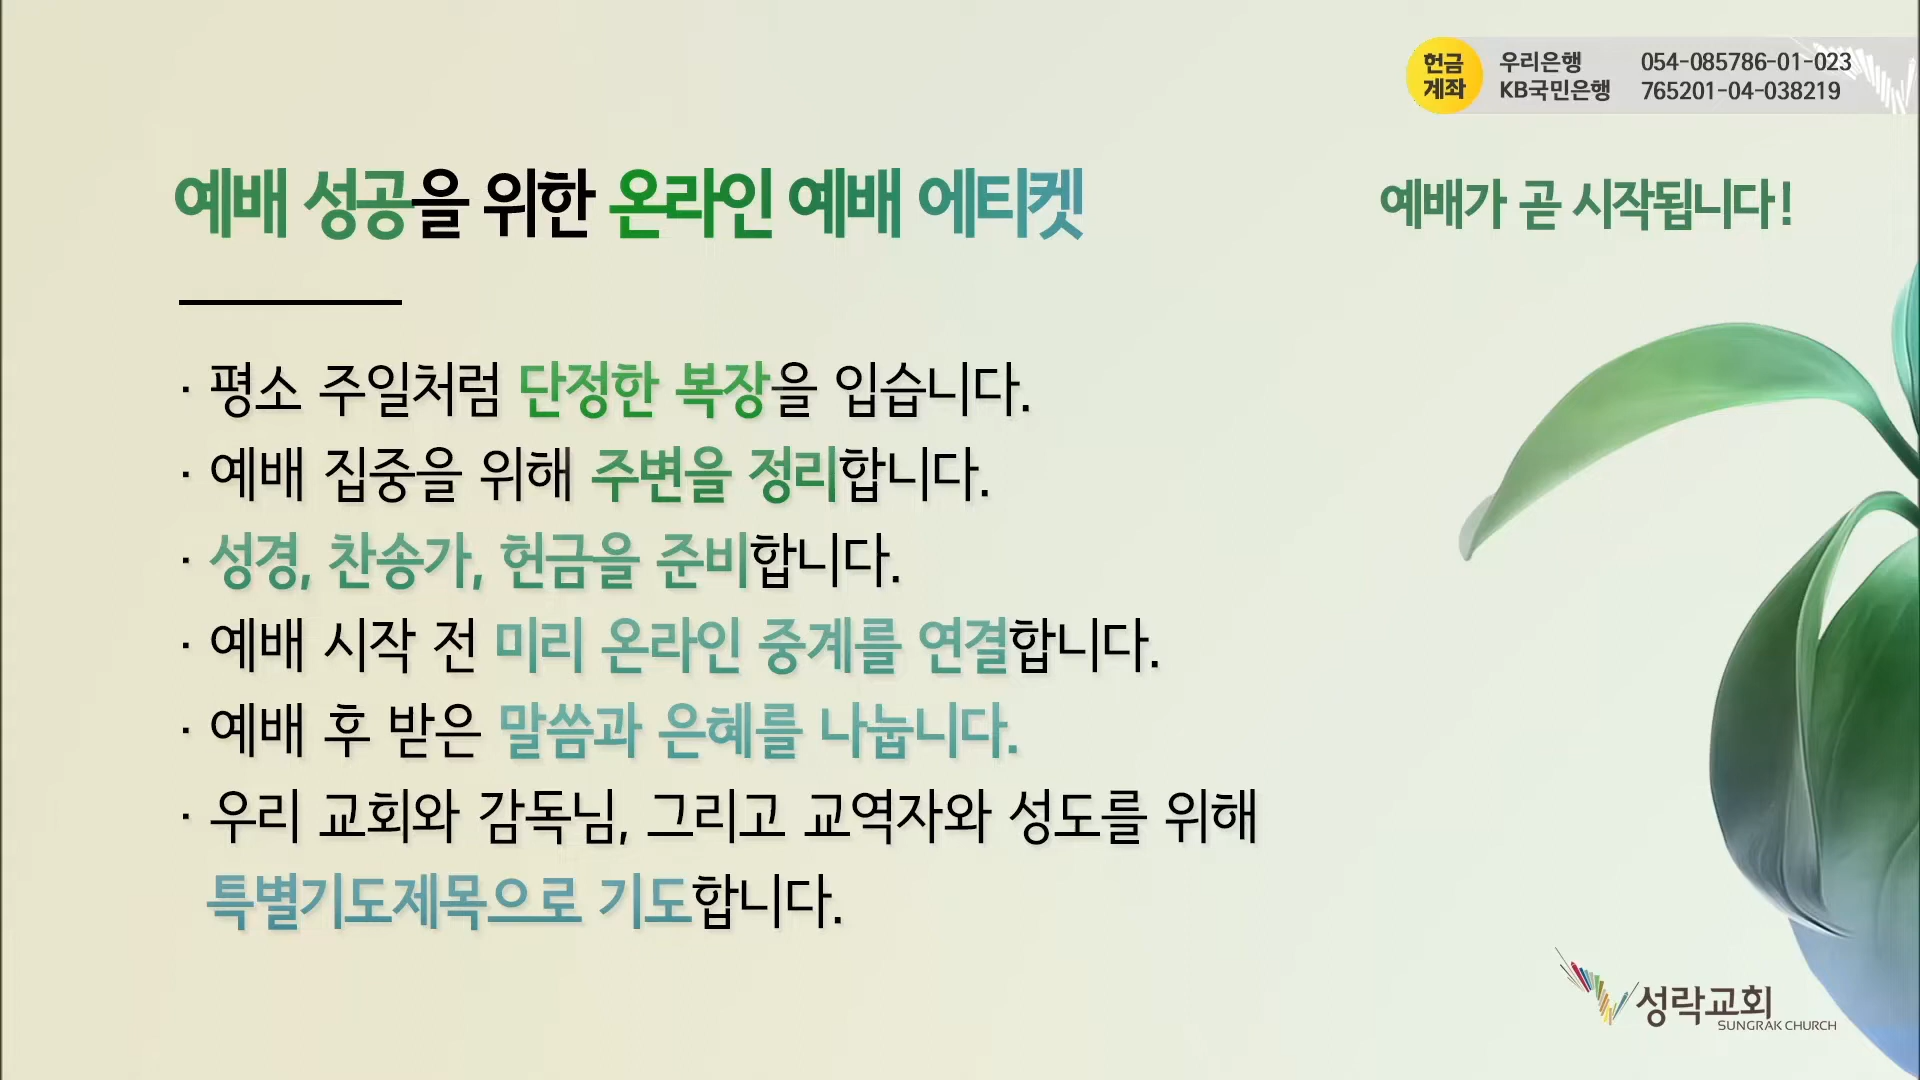 헌금
계좌
우리은행 054-085786-01-023
KB국민은행 765201-04-038219
예배 성공을 위한 온라인 예배 에티켓
예배가 곧 시작됩니다!
· 평소 주일처럼 단정한 복장을 입습니다.
· 예배 집중을 위해 주변을 정리합니다.
· 성경, 찬송가, 헌금을 준비합니다.
· 예배 시작 전 미리 온라인 중계를 연결합니다.
· 예배 후 받은 말씀과 은혜를 나눕니다.
· 우리 교회와 감독님, 그리고 교역자와 성도를 위해
특별기도제목으로 기도합니다.
성락교회
SUNGRAK CHURCH